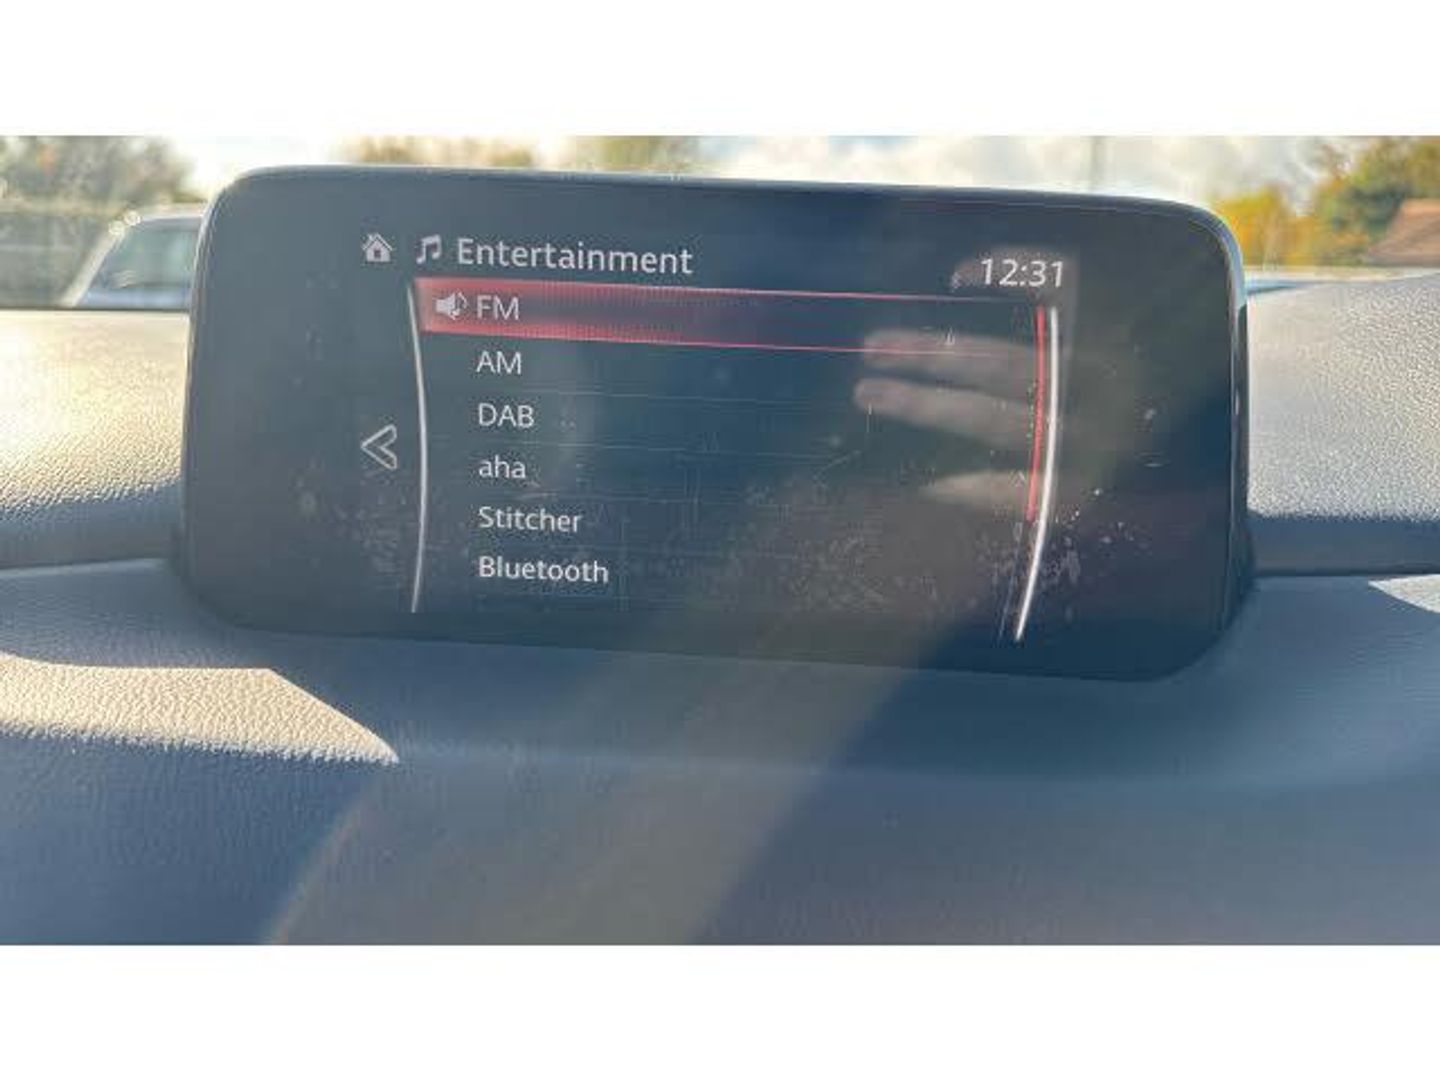 Entertainment
12:31
FM
AM
DAB
aha
Stitcher
Bluetooth